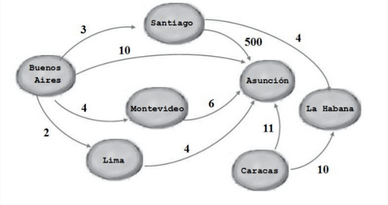 Santiago
3
4
500
10
Buenos
Aires
Asunción
Montevideo
6
La Habana
4
2
11
Lima
4
Caracas
10